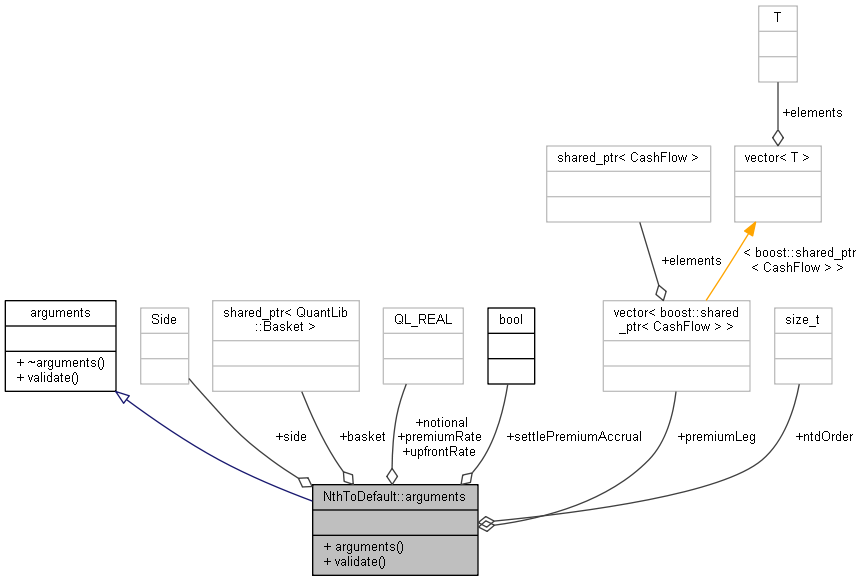 T
+elements
shared_ptr< CashFlow >
vector< T >
+elements
< boost::shared_ptr
< CashFlow > >
arguments
+ ~arguments()
+ validate()
Side
shared_ptr< QuantLib
::Basket >
QL_REAL
bool
vector< boost::shared
_ptr< CashFlow > >
size_t
+side
+basket
+notional
+premiumRate
+upfrontRate
+settlePremiumAccrual
+premiumLeg
+ntdOrder
NthToDefault::arguments
+ arguments()
+ validate()